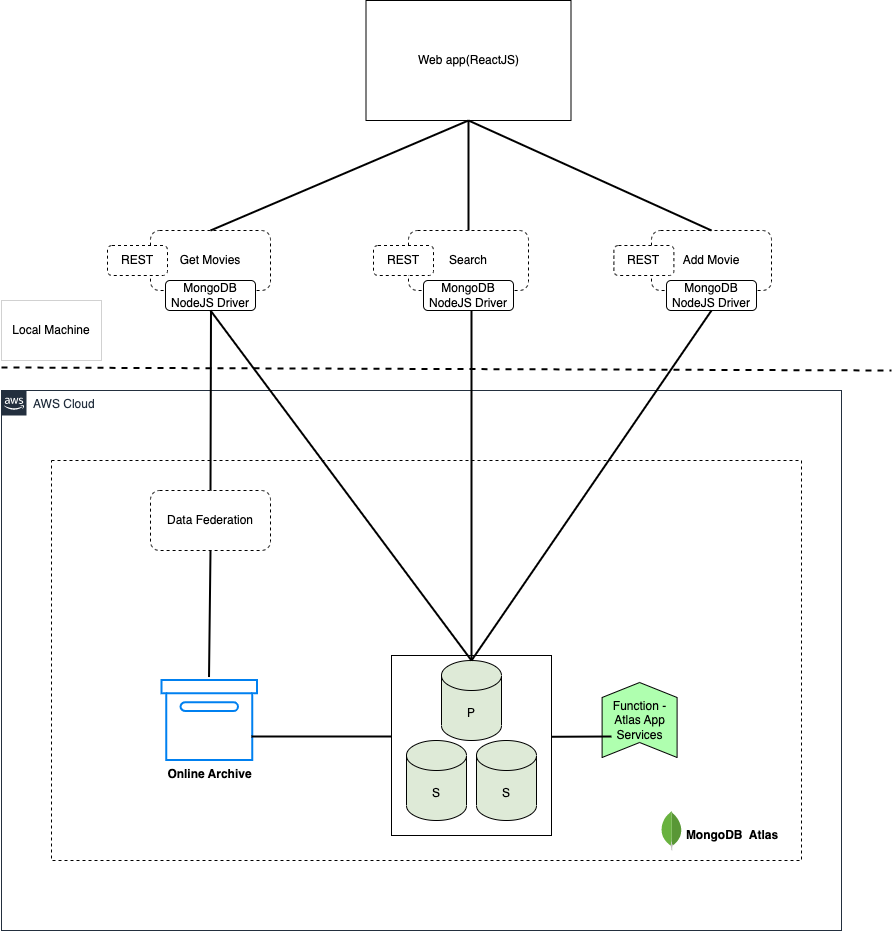 Web app(ReactJS)
REST
Get Movies
MongoDB
NodeJS Driver
REST
Search
MongoDB
NodeJS Driver
REST
Add Movie
MongoDB
NodeJS Driver
Local Machine
aws
AWS Cloud
Data Federation
P
S
S
Function -
Atlas App
Services
Online Archive
MongoDB Atlas